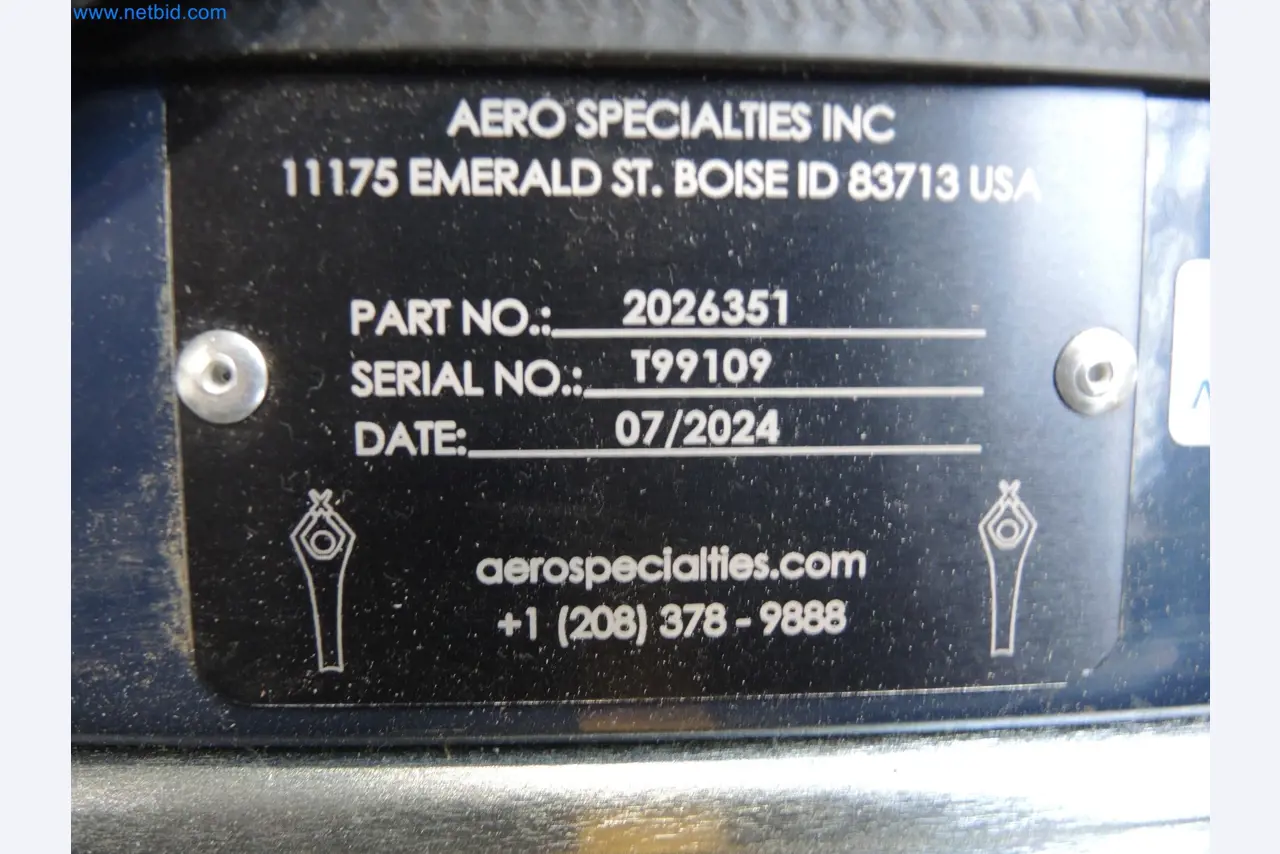 www.netbid.com
AERO SPECIALTIES INC
11175 EMERALD ST. BOISE ID 83713 USA
PART NO.: 2026351
SERIAL NO.: T99109
DATE: 07/2024
aerospecialties.com
+1 (208) 378 - 9888